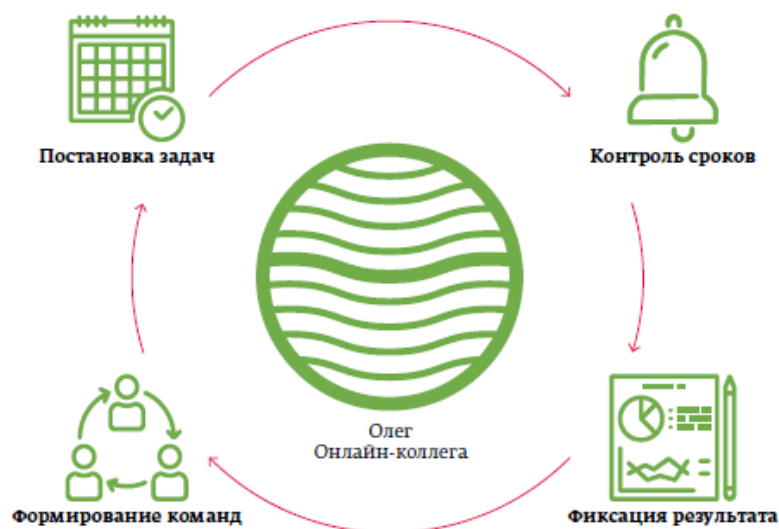 Постановка задач
Контроль сроков
Олег
Онлайн-коллега
Формирование команд
Фиксация результата